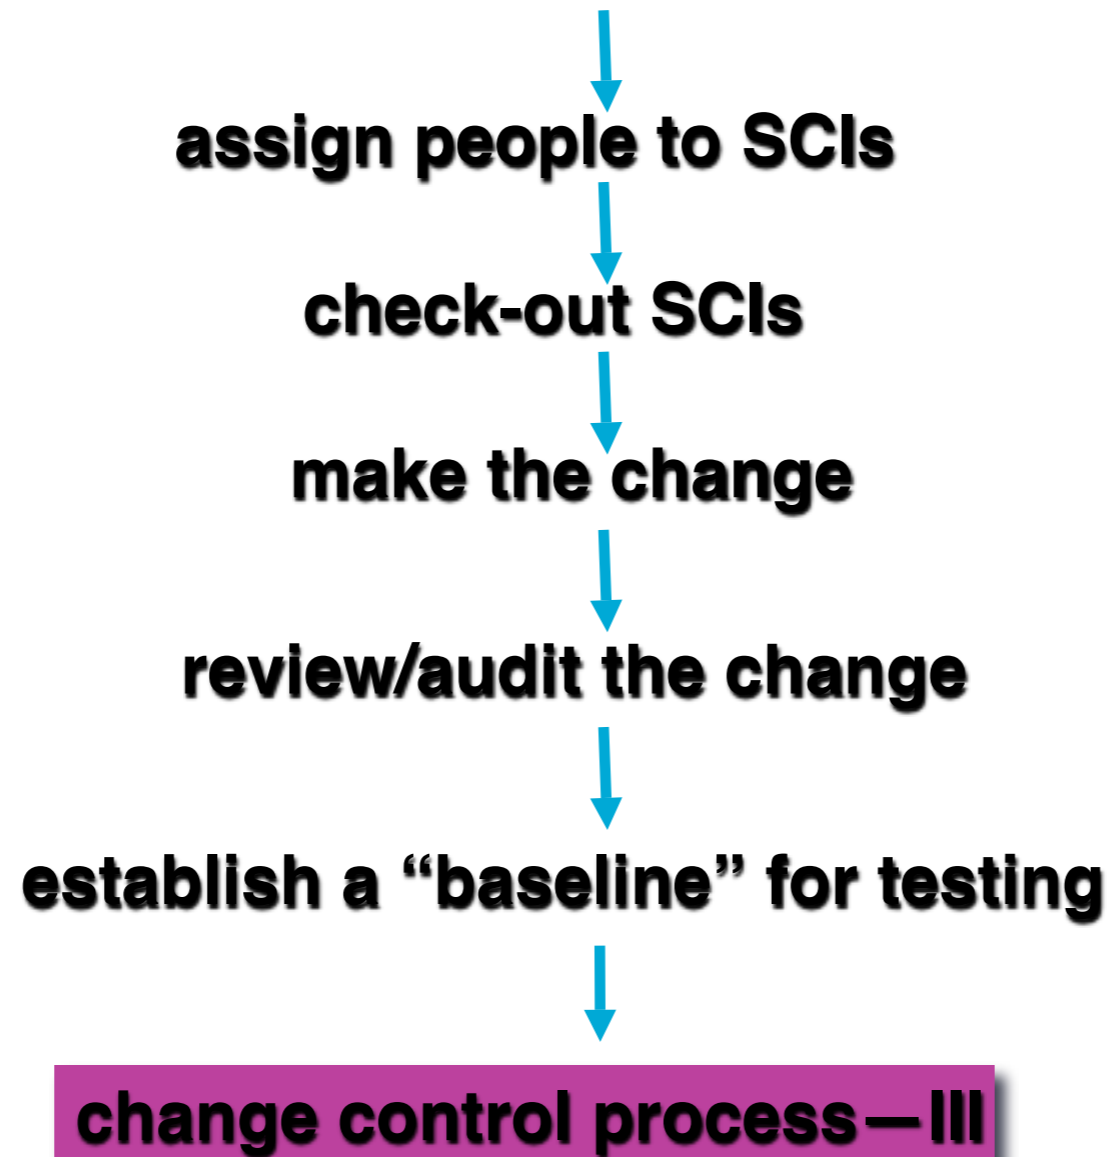 assign people to SCIs
check-out SCIs
make the change
review/audit the change
establish a “baseline” for testing
change control process—III